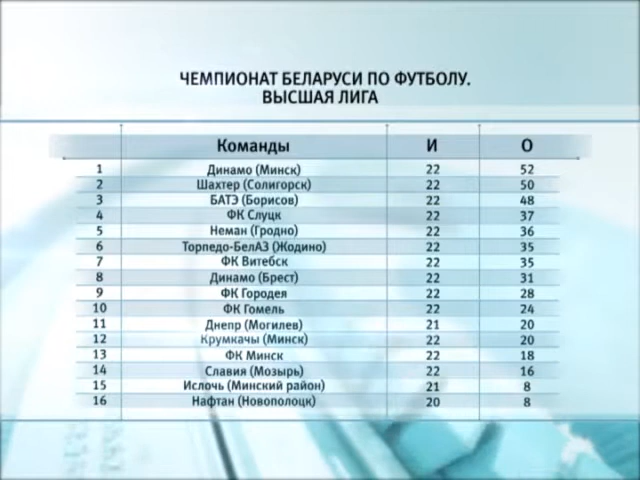 ЧЕМПИОНАТ БЕЛАРУСИ ПО ФУТБОЛУ.
ВЫСШАЯ ЛИГА
Команды И О
1 Динамо (Минск) 22 52
2 Шахтер (Солигорск) 22 50
3 БАТЭ (Борисов) 22 48
4 ФК Слуцк 22 37
5 Неман (Гродно) 22 36
6 Торпедо-БелАЗ (Жодино) 22 35
7 ФК Витебск 22 35
8 Динамо (Брест) 22 31
9 ФК Городея 22 28
10 ФК Гомель 22 24
11 Днепр (Могилев) 21 20
12 Крумкачы (Минск) 22 20
13 ФК Минск 22 18
14 Славия (Мозырь) 22 16
15 Ислочь (Минский район) 21 8
16 Нафтан (Новополоцк) 20 8